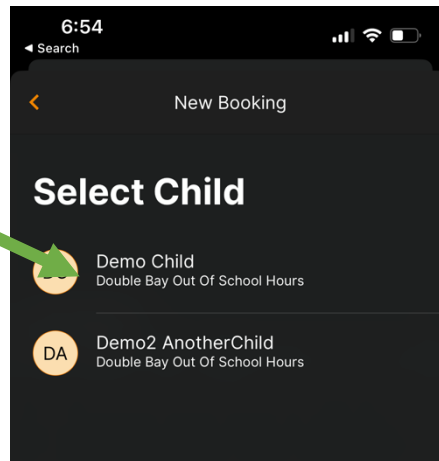 6:54
Search
New Booking
Select Child
Demo Child
Double Bay Out Of School Hours
DA
Demo2 AnotherChild
Double Bay Out Of School Hours